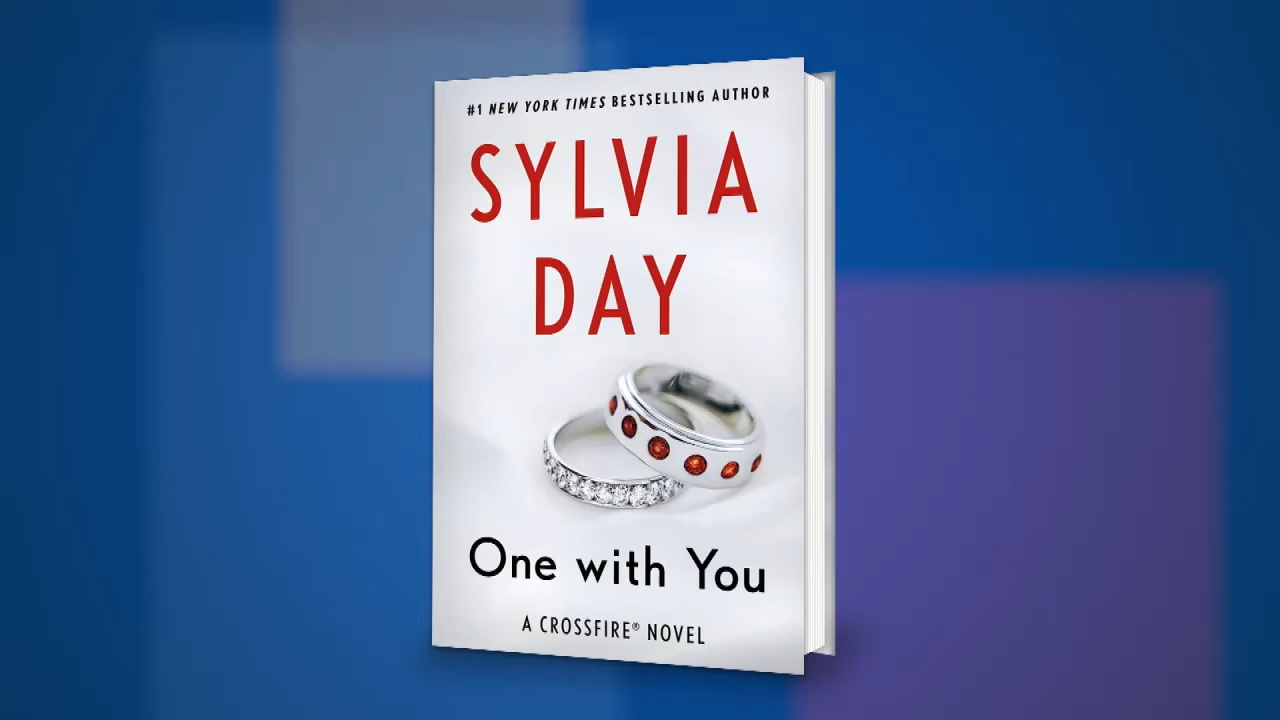 #1 NEW YORK TIMES BESTSELLING AUTHOR
SYLVIA
DAY
One with You
A CROSSFIRE® NOVEL